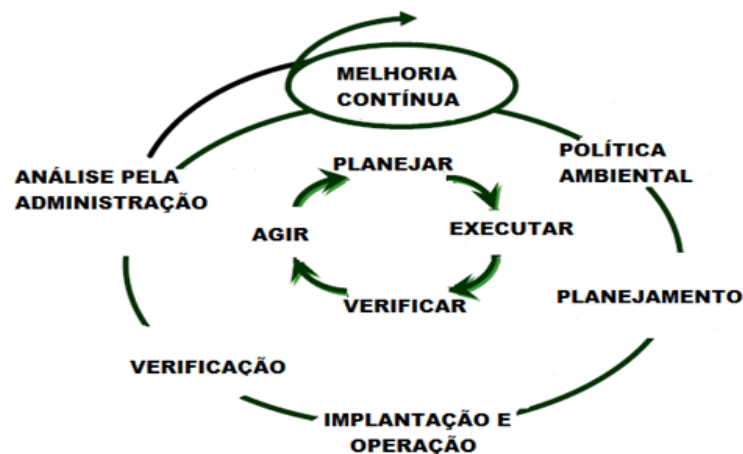 MELHORIA
CONTÍNUA
POLÍTICA
AMBIENTAL
PLANEJAR
ANÁLISE PELA
ADMINISTRAÇÃO
AGIR
EXECUTAR
PLANEJAMENTO
VERIFICAR
VERIFICAÇÃO
IMPLANTAÇÃO E
OPERAÇÃO